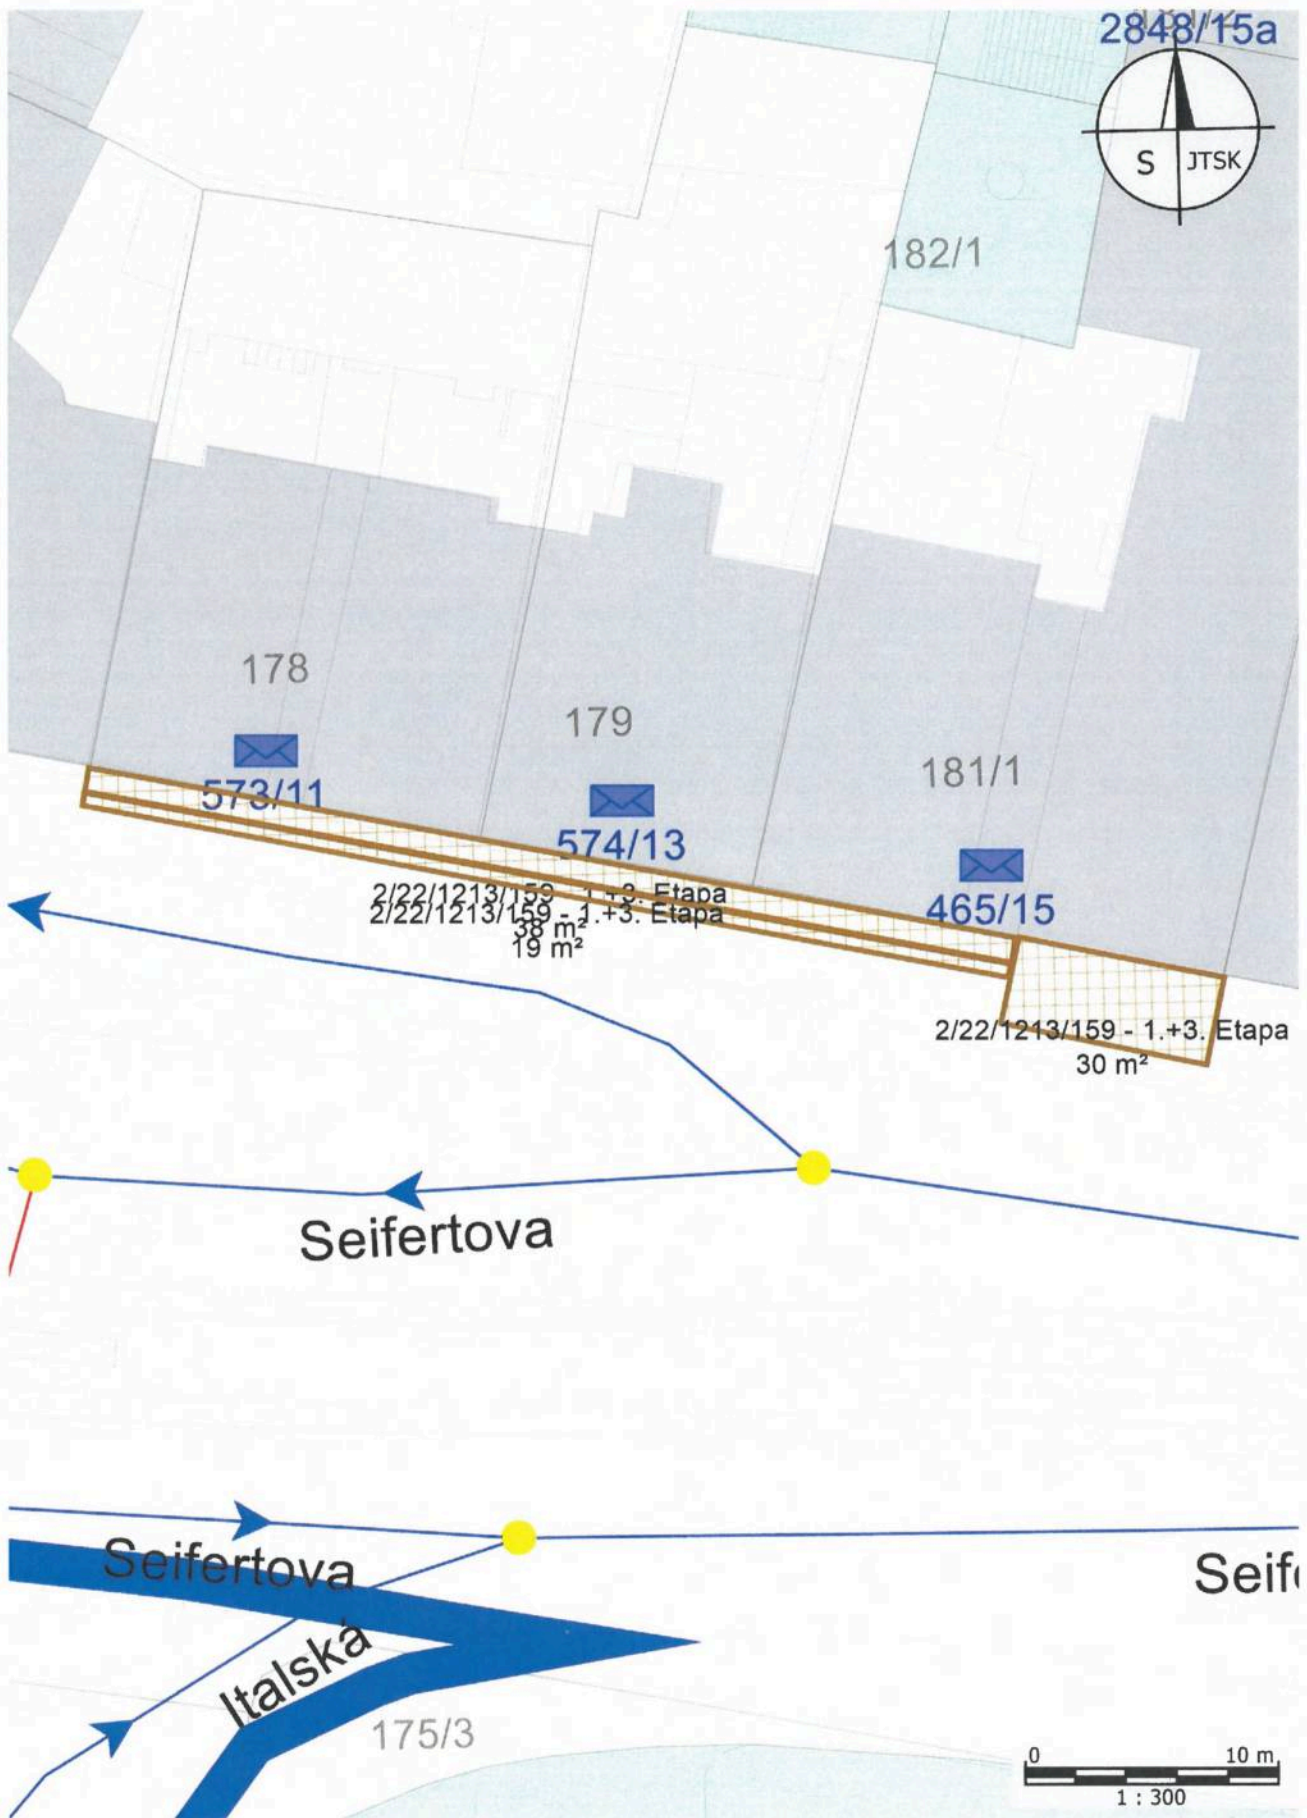 2848/15a
S JTSK
182/1
178
179
181/1
573/11
574/13
465/15
2/22/1213/159 - 1.+3. Etapa
2/22/1213/159 - 1.+3. Etapa
38 m²
19 m²
2/22/1213/159 - 1.+3. Etapa
30 m²
Seifertova
Seifertova
Seif
Italská
175/3
0 10 m
1 : 300